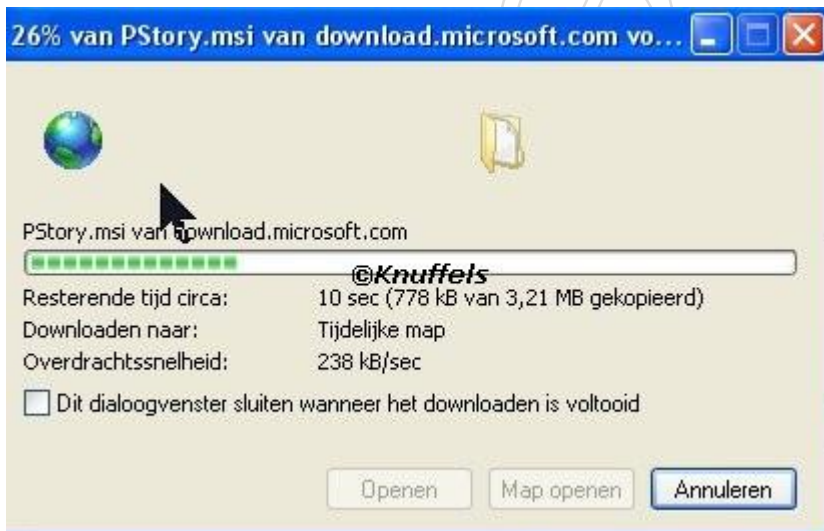 26% van PStory.msi van download.microsoft.com vo...
PStory.msi van download.microsoft.com
©Knuffels
Resterende tijd circa: 10 sec (778 kB van 3,21 MB gekopieerd)
Downloaden naar: Tijdelijke map
Overdrachtssnelheid: 238 kB/sec
Dit dialoogvenster sluiten wanneer het downloaden is voltooid
Openen Map openen Annuleren